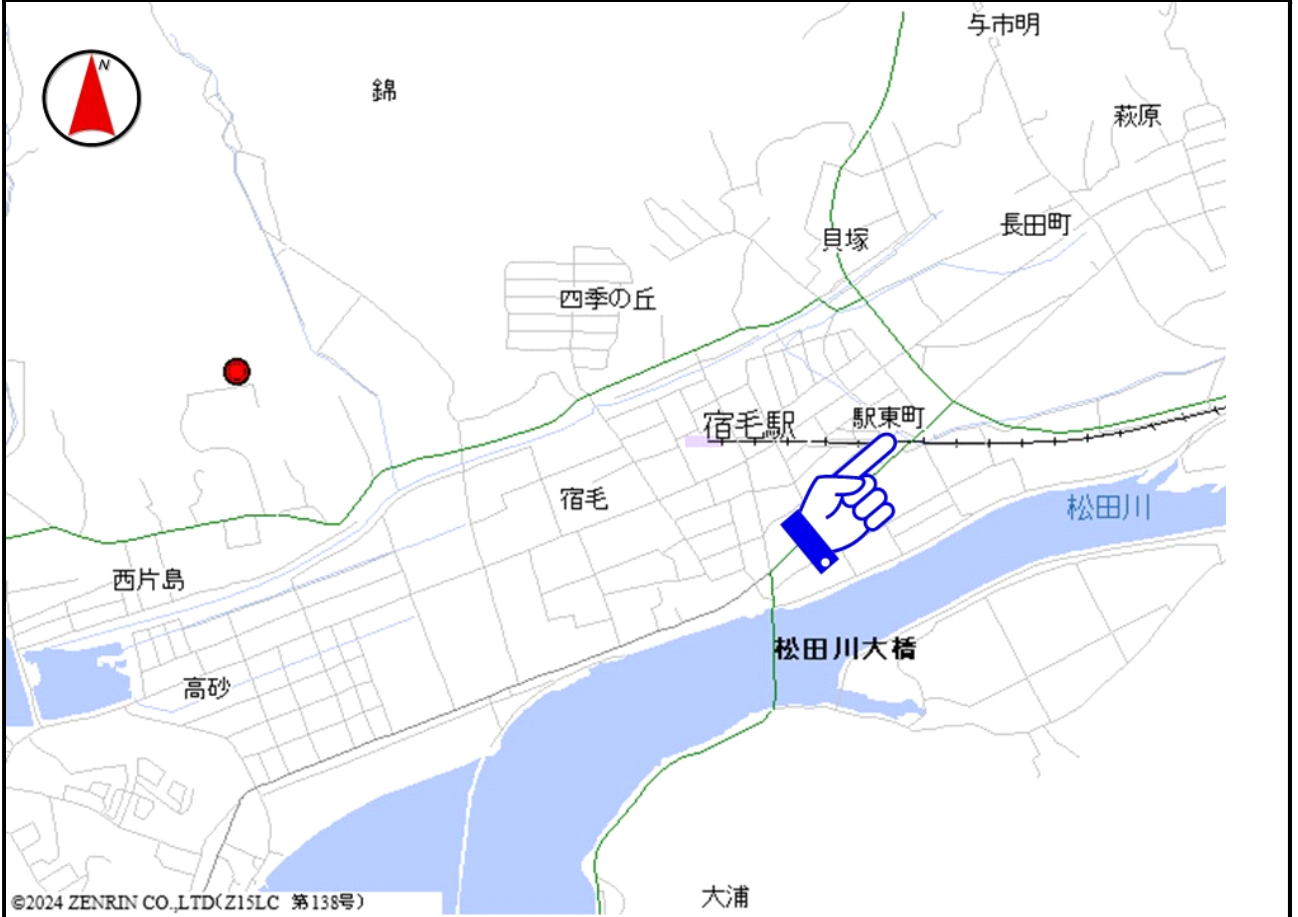 与市明
N
錦
萩原
長田町
貝塚
四季の丘
駅東町
宿毛駅
宿毛
松田川
西片島
松田川大橋
高砂
大浦
©2024 ZENRIN CO.,LTD(Z15LC 第138号)